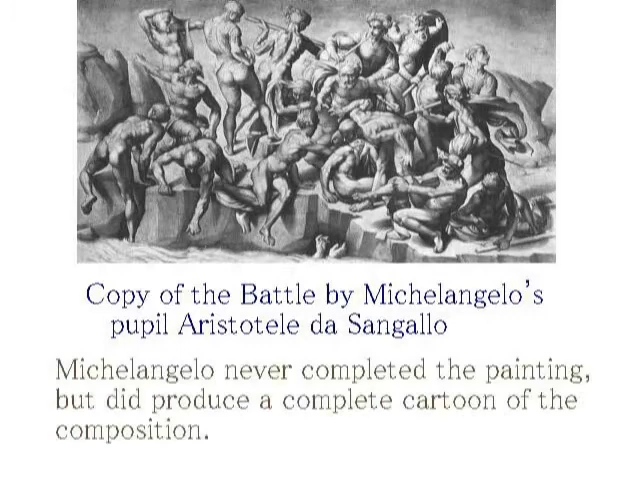 Copy of the Battle by Michelangelo's
pupil Aristotele da Sangallo
Michelangelo never completed the painting,
but did produce a complete cartoon of the
composition.